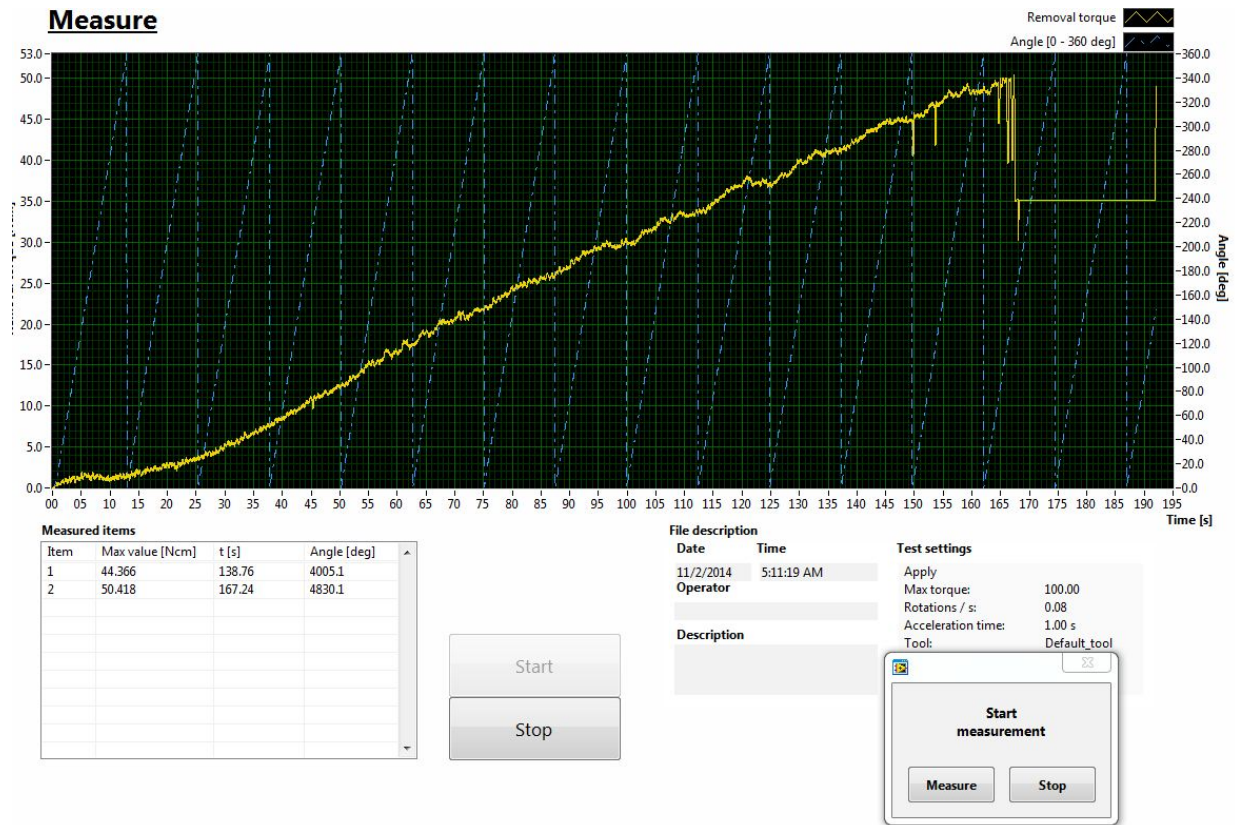 Measure
Removal torque
Angle [0 - 360 deg]
53.0
50.0
45.0
40.0
35.0
30.0
25.0
20.0
15.0
10.0
5.0
0.0
360.0
340.0
320.0
300.0
280.0
260.0
240.0
220.0
200.0
180.0
160.0
140.0
120.0
100.0
80.0
60.0
40.0
20.0
0.0
Angle [deg]
00 05 10 15 20 25 30 35 40 45 50 55 60 65 70 75 80 85 90 95 100 105 110 115 120 125 130 135 140 145 150 155 160 165 170 175 180 185 190 195
Time [s]
Measured items
Item Max value [Ncm] t [s] Angle [deg]
1 44.366 138.76 4005.1
2 50.418 167.24 4830.1
Start
Stop
File description
Date Time
11/2/2014 5:11:19 AM
Operator
Description
Test settings
Apply
Max torque: 100.00
Rotations / s: 0.08
Acceleration time: 1.00 s
Tool: Default_tool
Start
measurement
Measure Stop